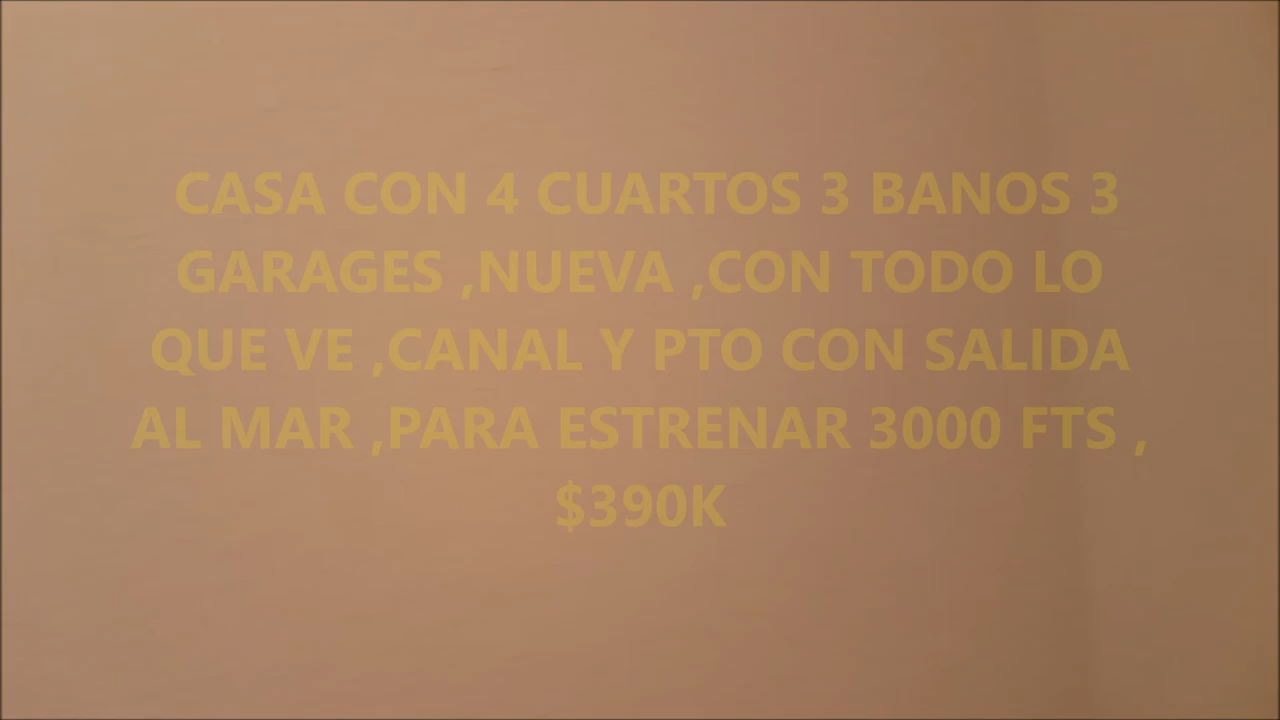 CASA CON 4 CUARTOS 3 BANOS 3
GARAGES ,NUEVA ,CON TODO LO
QUE VE ,CANAL Y PTO CON SALIDA
AL MAR ,PARA ESTRENAR 3000 FTS ,
$390K